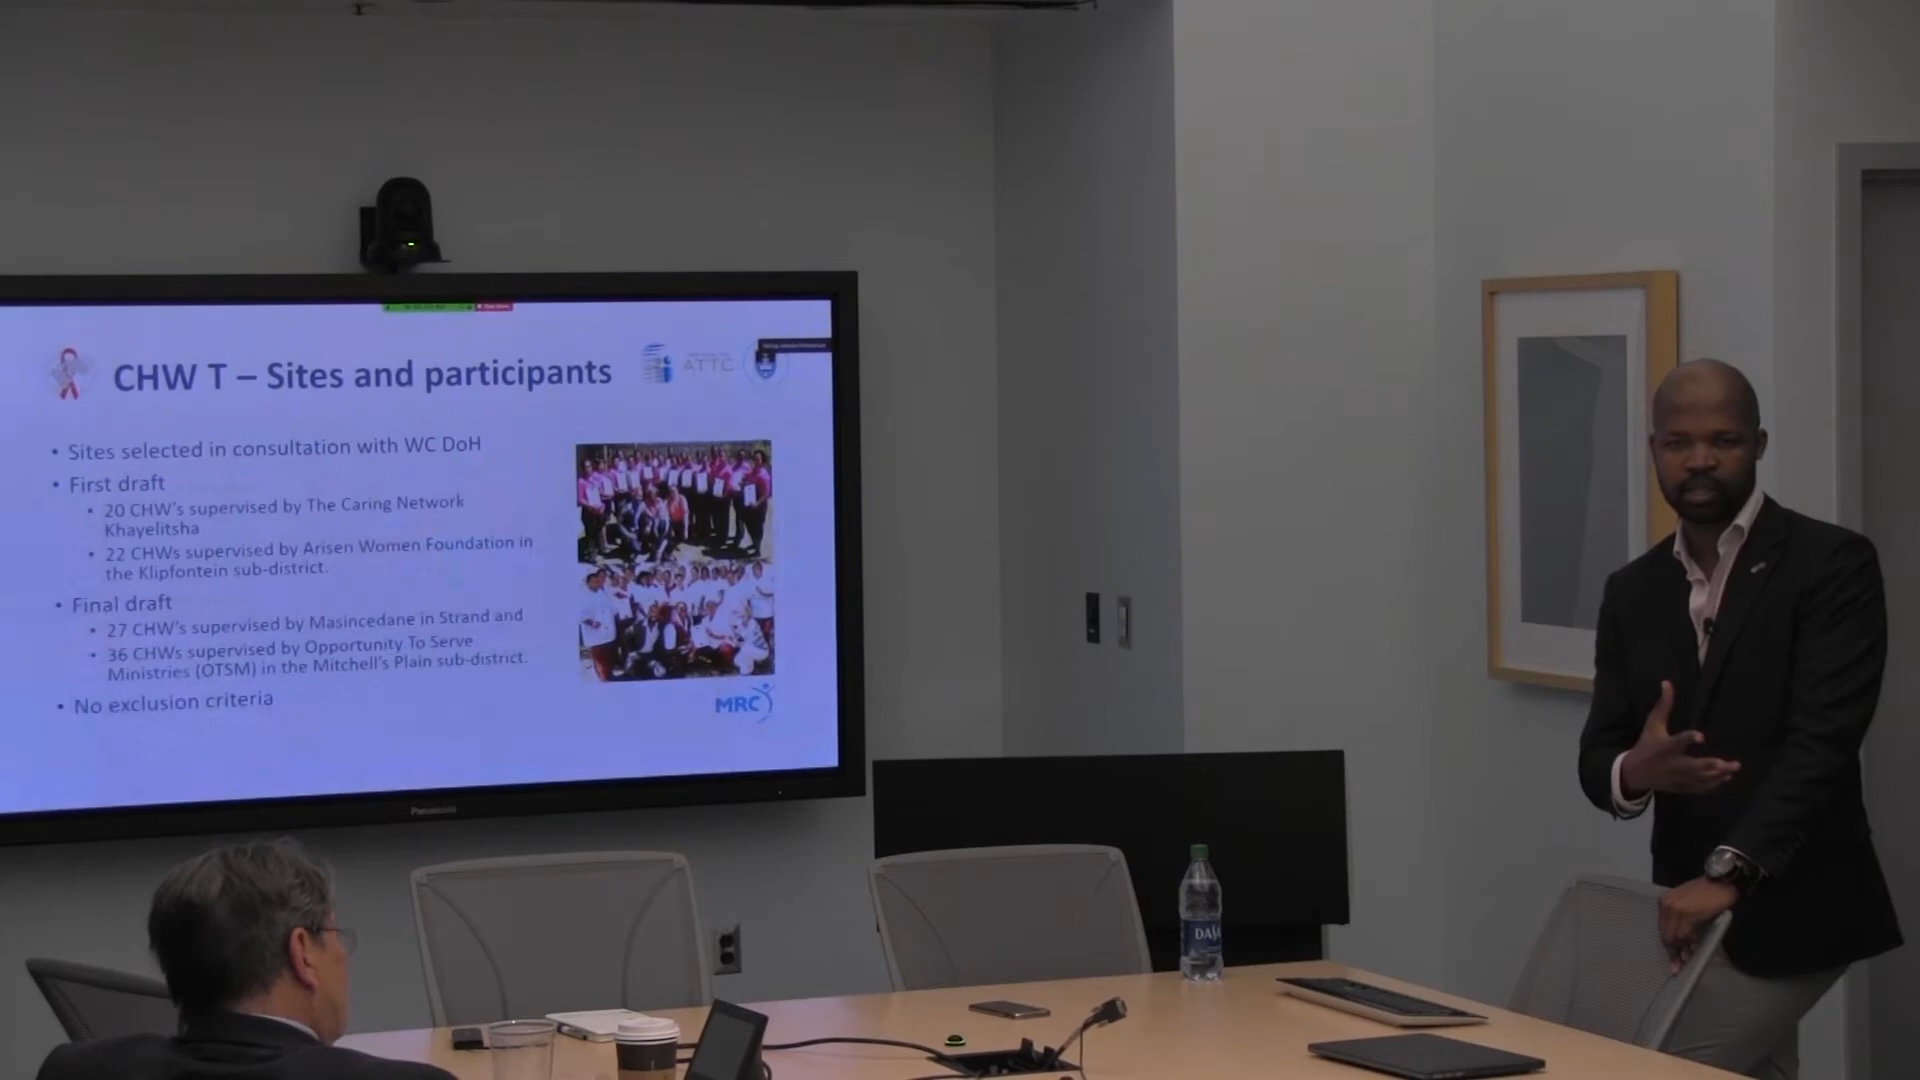 CHW T – Sites and participants
ATTC
• Sites selected in consultation with WC DoH
• First draft
• 20 CHW's supervised by The Caring Network
Khayelitsha
• 22 CHWs supervised by Arisen Women Foundation in
the Klipfontein sub-district.
• Final draft
• 27 CHW's supervised by Masincedane in Strand and
• 36 CHWs supervised by Opportunity To Serve
Ministries (OTSM) in the Mitchell's Plain sub-district.
• No exclusion criteria
MRC
Panasonic
DASA